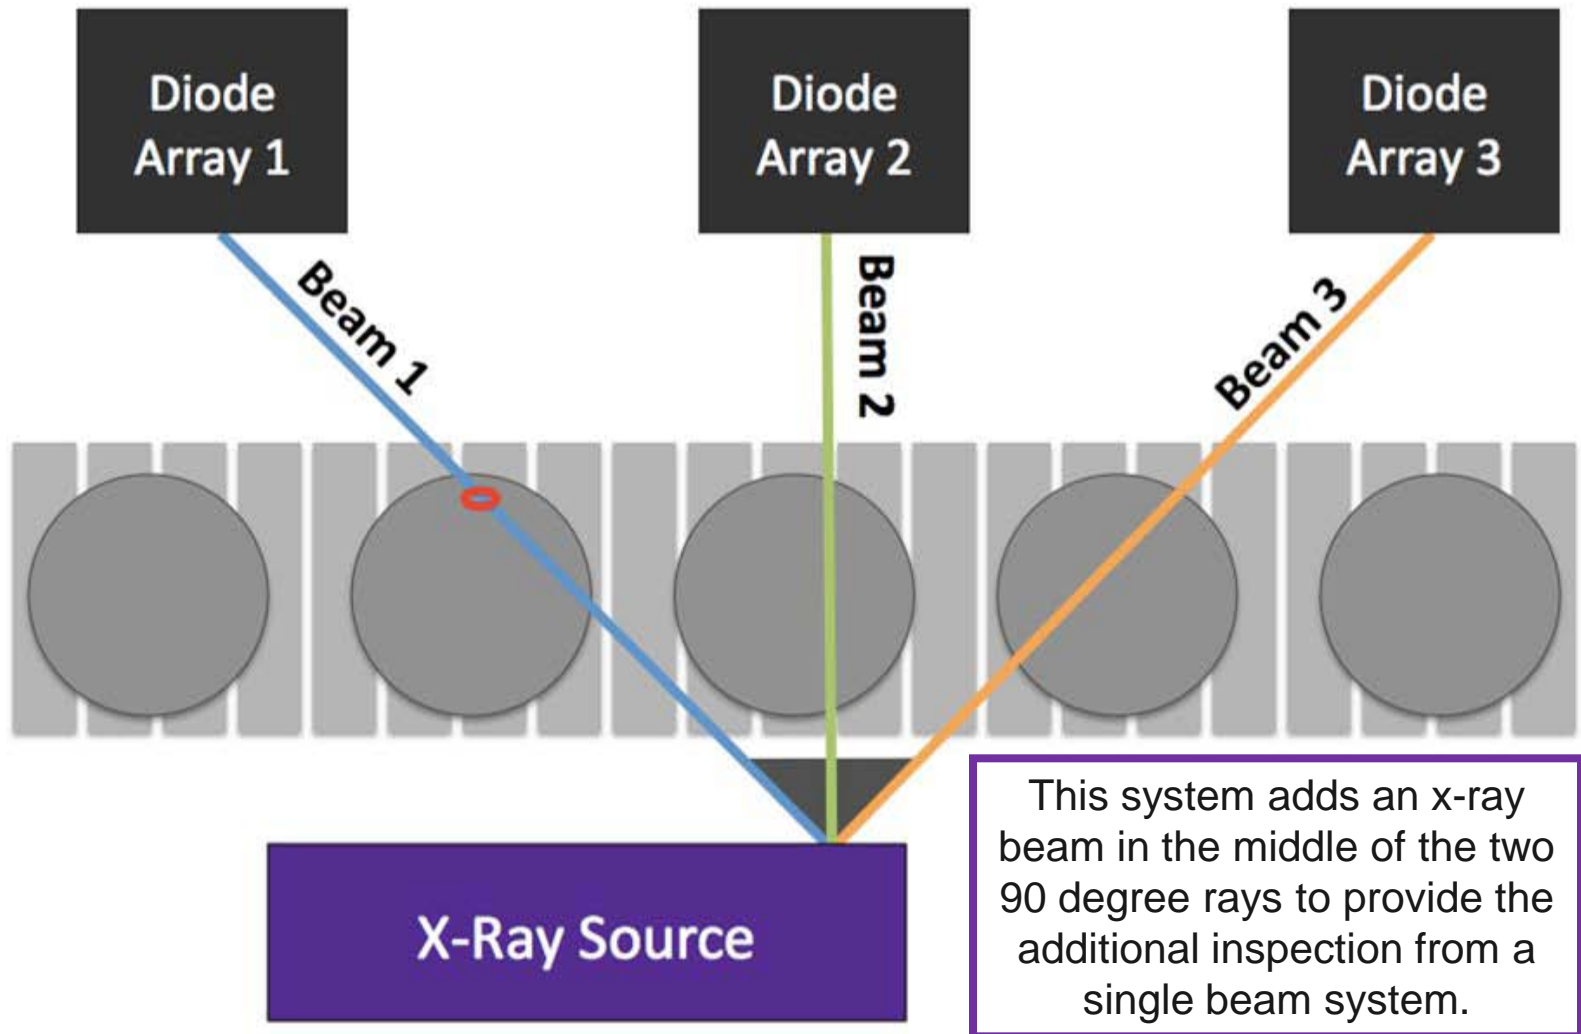 Diode
Array 1
Diode
Array 2
Diode
Array 3
Beam 1
Beam 2
Beam 3
X-Ray Source
This system adds an x-ray
beam in the middle of the two
90 degree rays to provide the
additional inspection from a
single beam system.